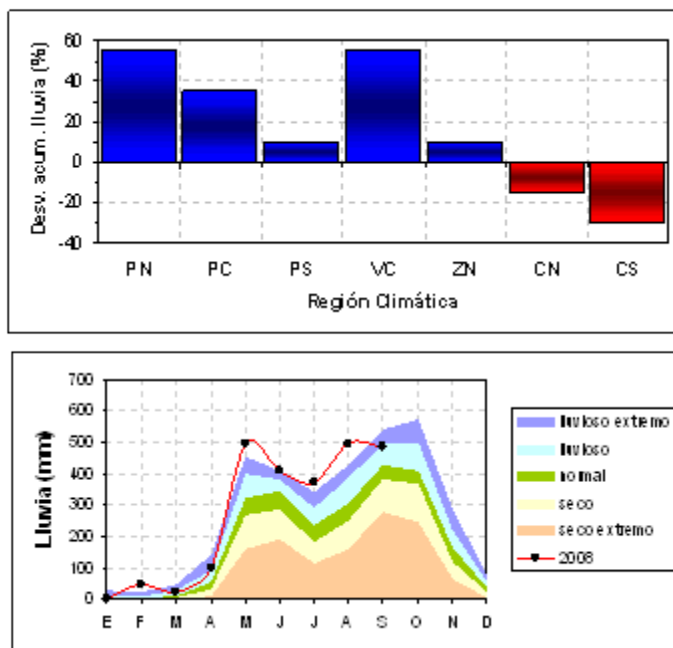 Desv. acum. lluvia (%)
60
40
20
0
-20
-40
PN PC PS VC ZN CN CS
Región Climática
Lluvia (mm)
700
600
500
400
300
200
100
0
E F M A M J J A S O N D
lluvioso extremo
lluvioso
normal
seco
seco extremo
2008